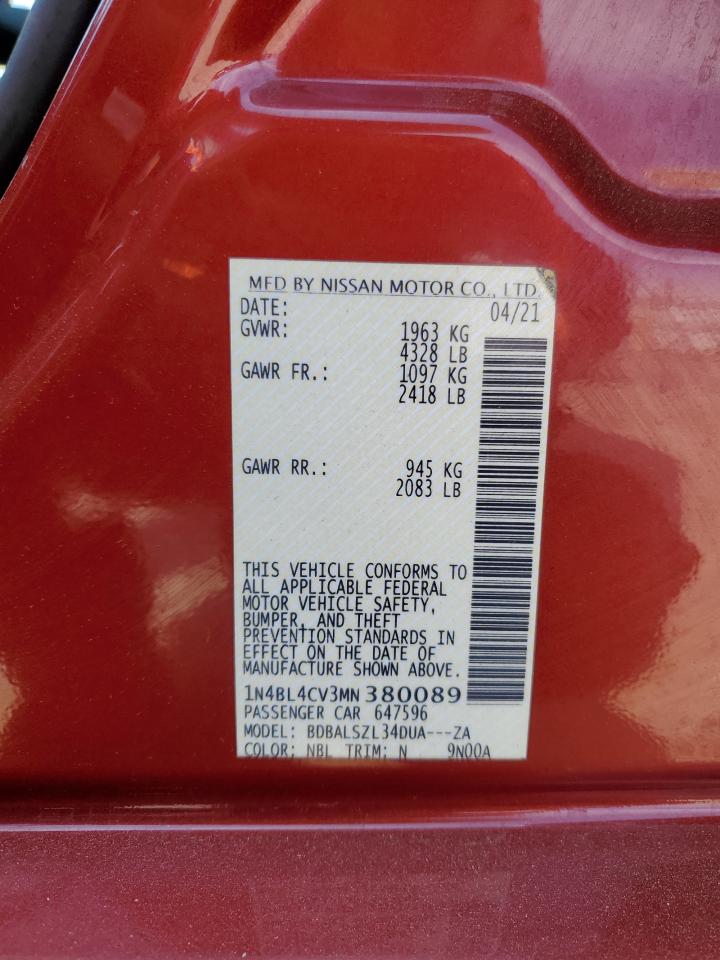 MFD BY NISSAN MOTOR CO., LTD.
DATE: 04/21
GVWR: 1963 KG
4328 LB
GAWR FR.: 1097 KG
2418 LB
GAWR RR.: 945 KG
2083 LB
THIS VEHICLE CONFORMS TO
ALL APPLICABLE FEDERAL
MOTOR VEHICLE SAFETY,
BUMPER, AND THEFT
PREVENTION STANDARDS IN
EFFECT ON THE DATE OF
MANUFACTURE SHOWN ABOVE.
1N4BL4CV3MN380089
PASSENGER CAR 647596
MODEL: BDBALSZL34DUA---ZA
COLOR: NBL TRIM: N 9N00A